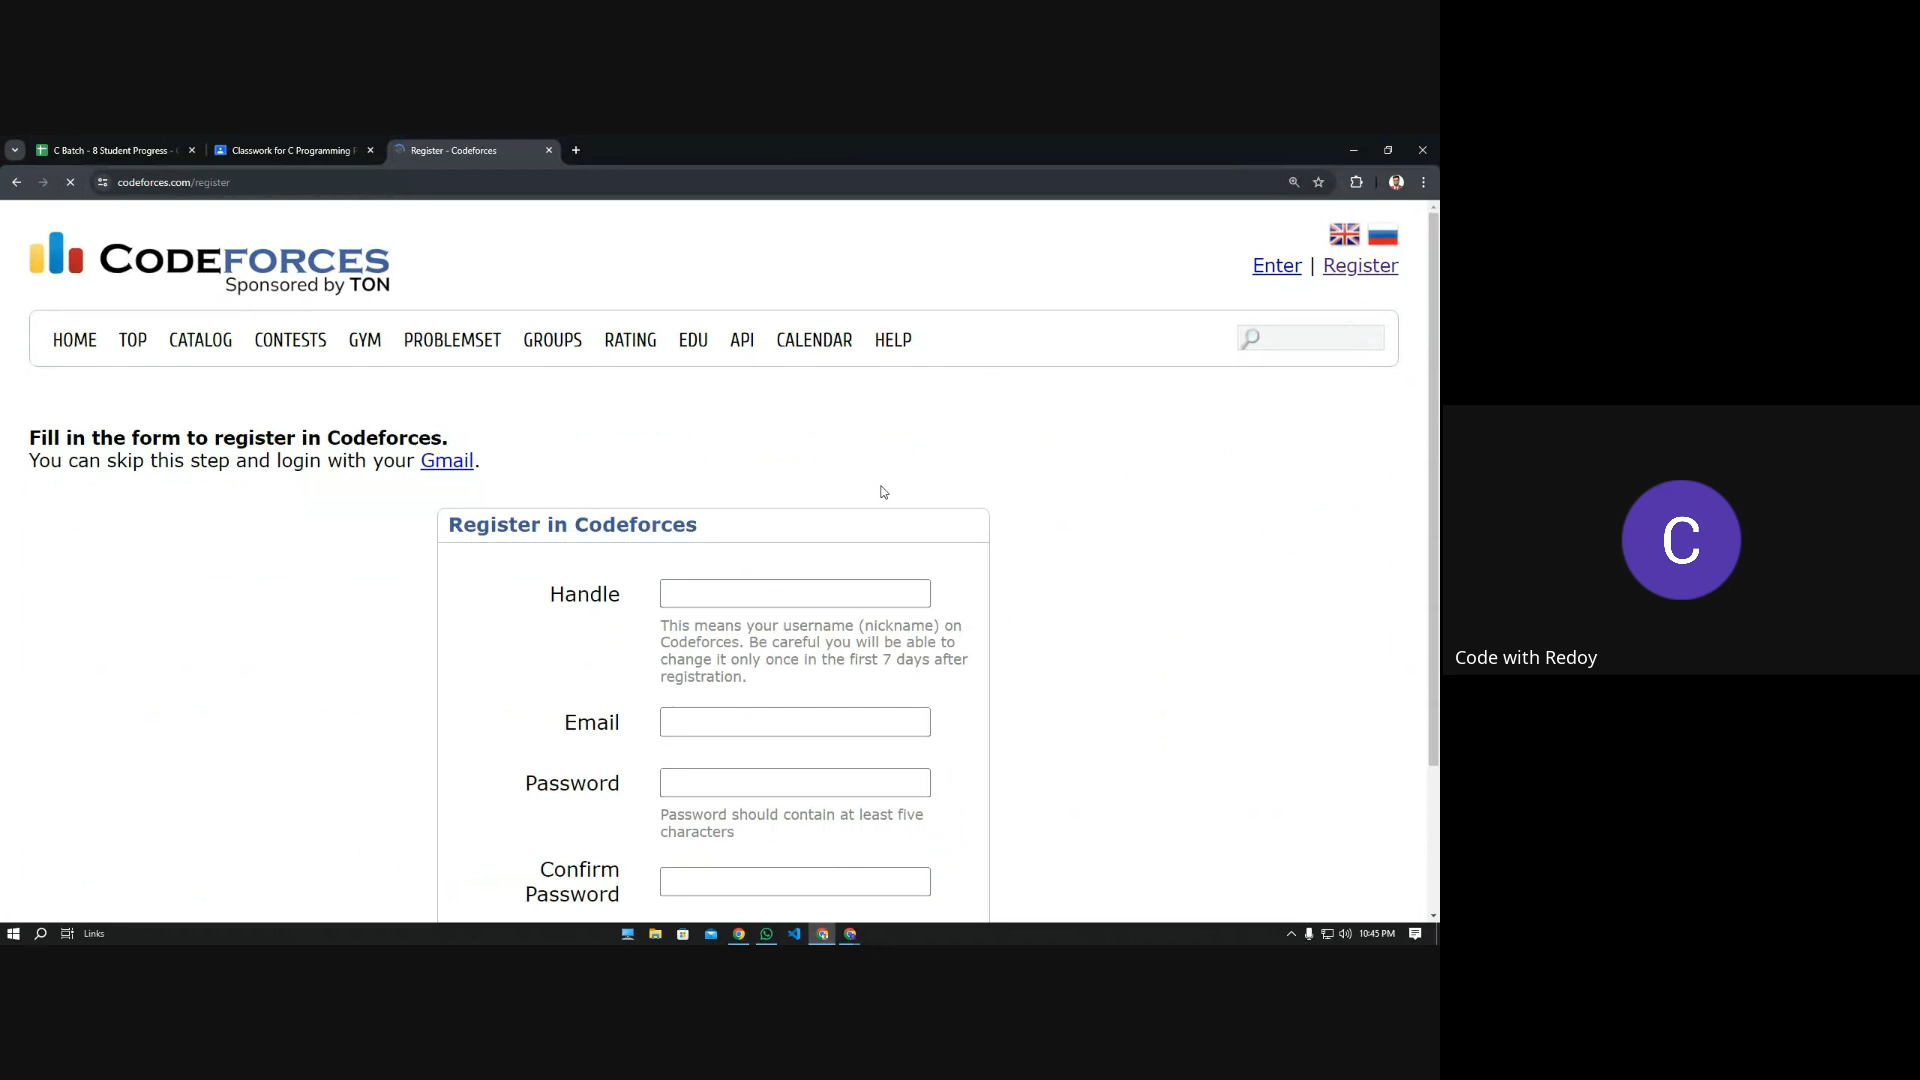 C Batch - 8 Student Progress -
Classwork for C Programming
Register - Codeforces
codeforces.com/register
CODEFORCES
Sponsored by TON
Enter | Register
HOME TOP CATALOG CONTESTS GYM PROBLEMSET GROUPS RATING EDU API CALENDAR HELP
Fill in the form to register in Codeforces.
You can skip this step and login with your Gmail.
Register in Codeforces
Handle
This means your username (nickname) on
Codeforces. Be careful you will be able to
change it only once in the first 7 days after
registration.
Email
Password
Password should contain at least five
characters
Confirm
Password
Links
10:45 PM
C
Code with Redoy